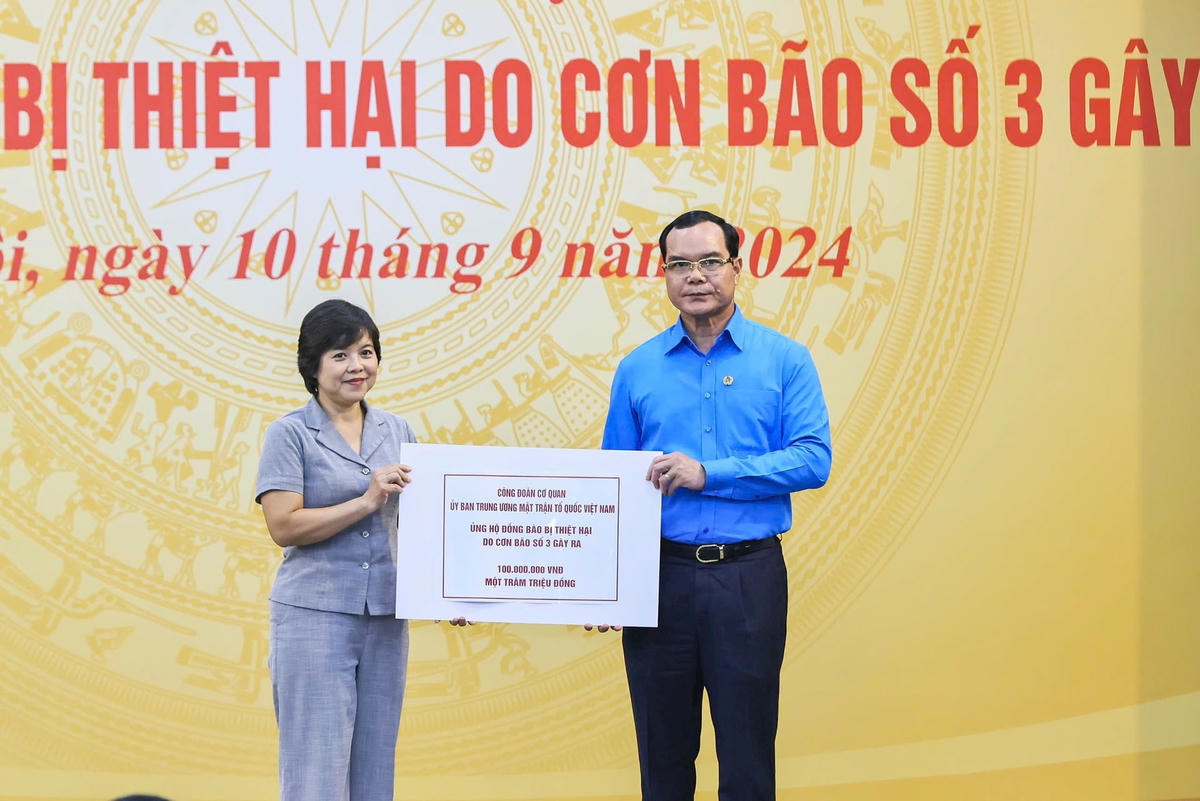 BỊ THIỆT HẠI DO CƠN BÃO SỐ 3 GÂY
ội, ngày 10 tháng 9 năm 2024
CÔNG ĐOÀN CƠ QUAN
ỦY BAN TRUNG ƯƠNG MẶT TRẬN TỔ QUỐC VIỆT NAM
ỦNG HỘ ĐỒNG BÀO BỊ THIỆT HẠI
DO CƠN BÃO SỐ 3 GÂY RA
100.000.000 VNĐ
MỘT TRĂM TRIỆU ĐỒNG